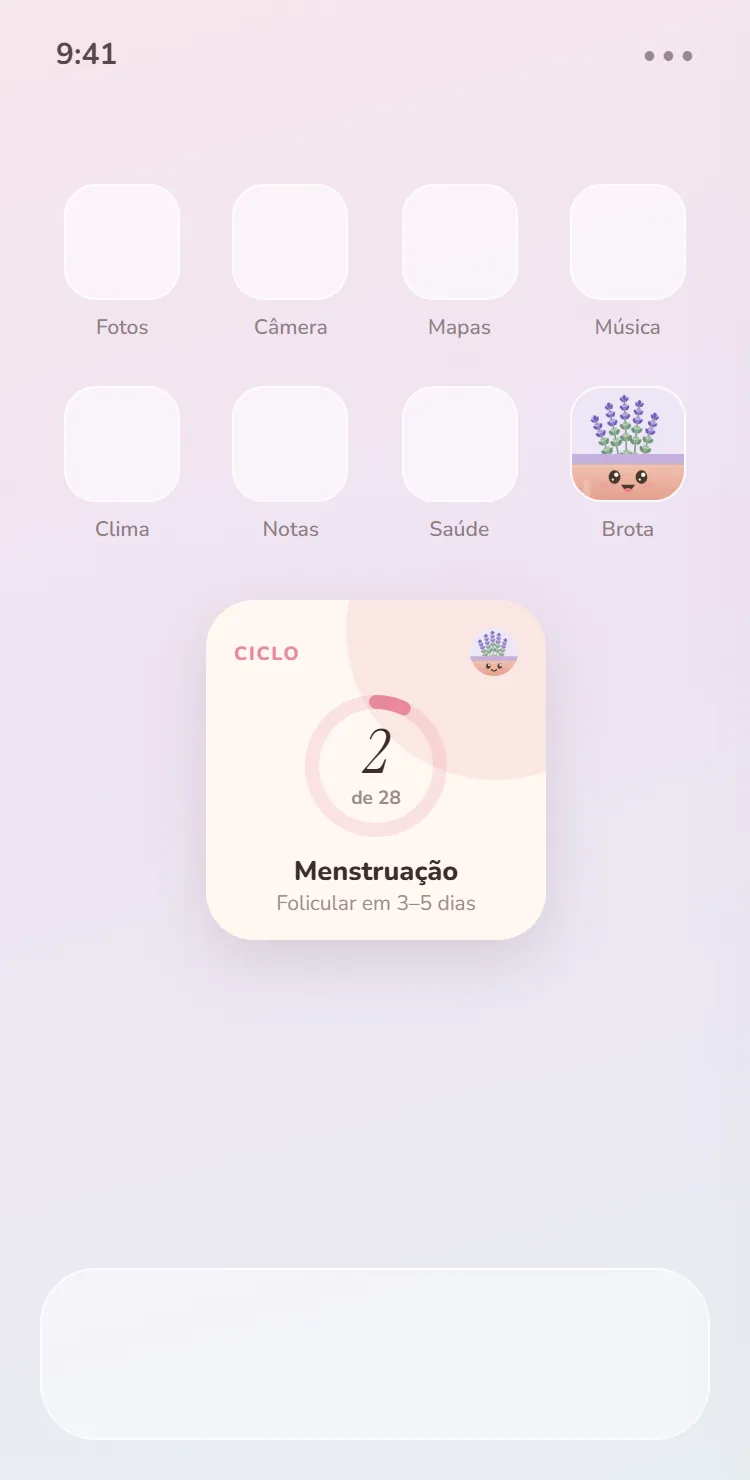 9:41
Fotos Câmera Mapas Música
Clima Notas Saúde Brota
CICLO
2
de 28
Menstruação
Folicular em 3–5 dias